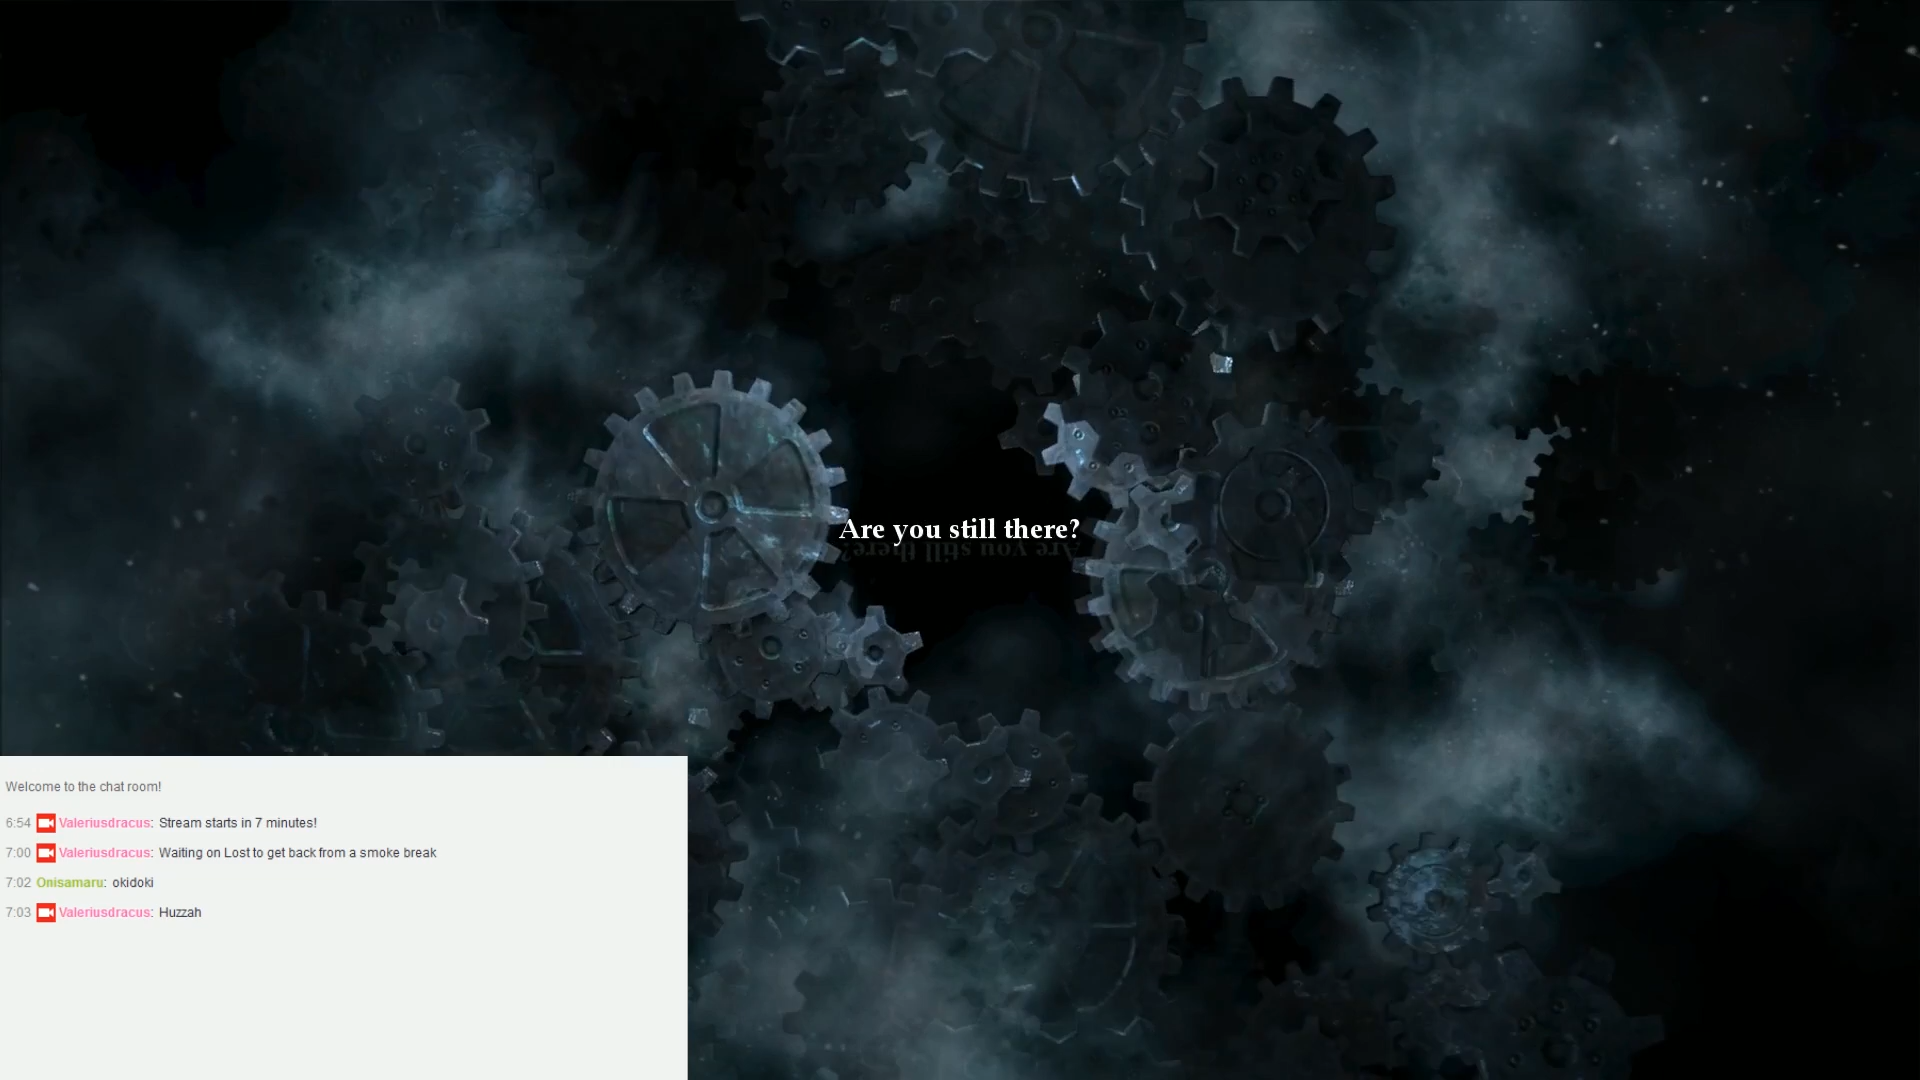 Are you still there?
Welcome to the chat room!
6:54 Valeriusdracus: Stream starts in 7 minutes!
7:00 Valeriusdracus: Waiting on Lost to get back from a smoke break
7:02 Onisamaru: okidoki
7:03 Valeriusdracus: Huzzah